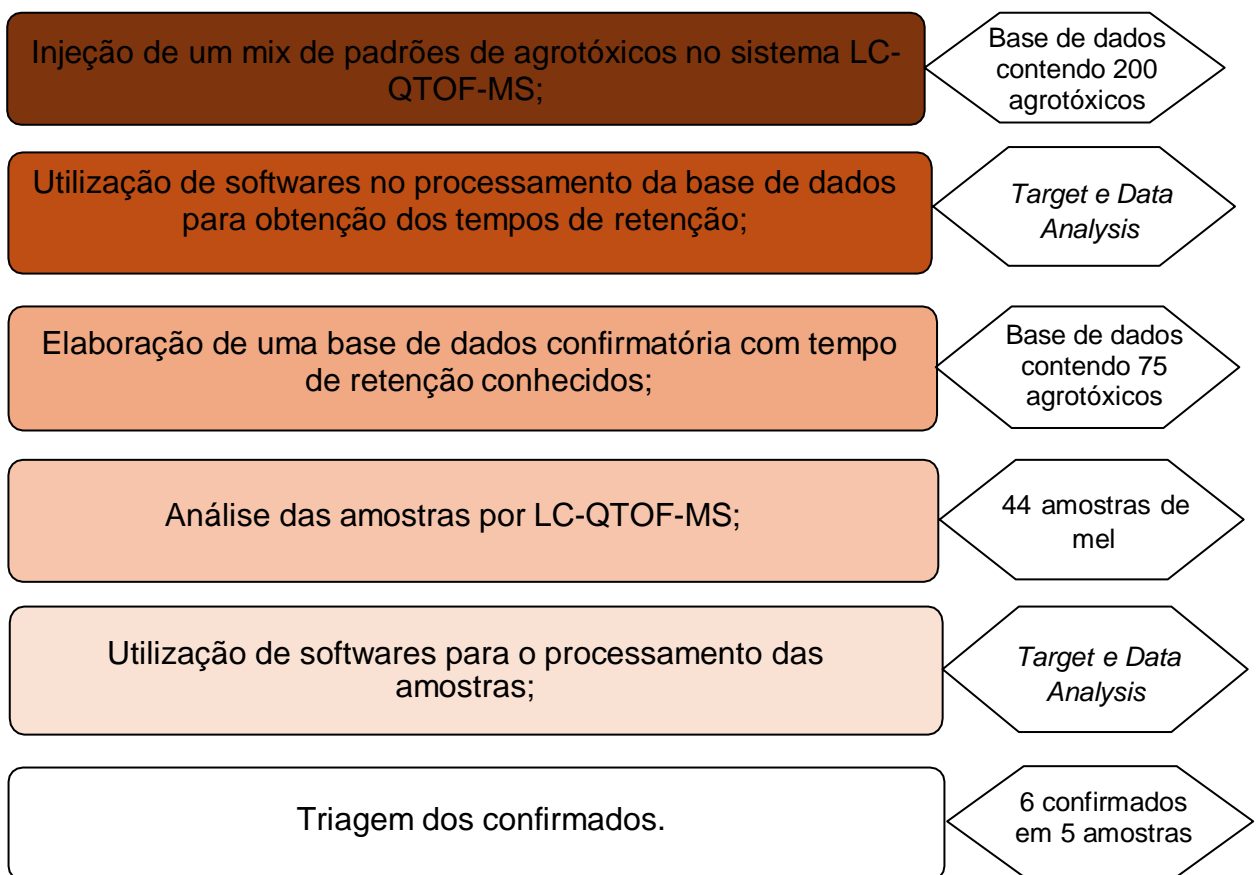 Injeção de um mix de padrões de agrotóxicos no sistema LC-
QTOF-MS;
Base de dados
contendo 200
agrotóxicos
Utilização de softwares no processamento da base de dados
para obtenção dos tempos de retenção;
Target e Data
Analysis
Elaboração de uma base de dados confirmatória com tempo
de retenção conhecidos;
Base de dados
contendo 75
agrotóxicos
Análise das amostras por LC-QTOF-MS;
44 amostras de
mel
Utilização de softwares para o processamento das
amostras;
Target e Data
Analysis
Triagem dos confirmados.
6 confirmados
em 5 amostras